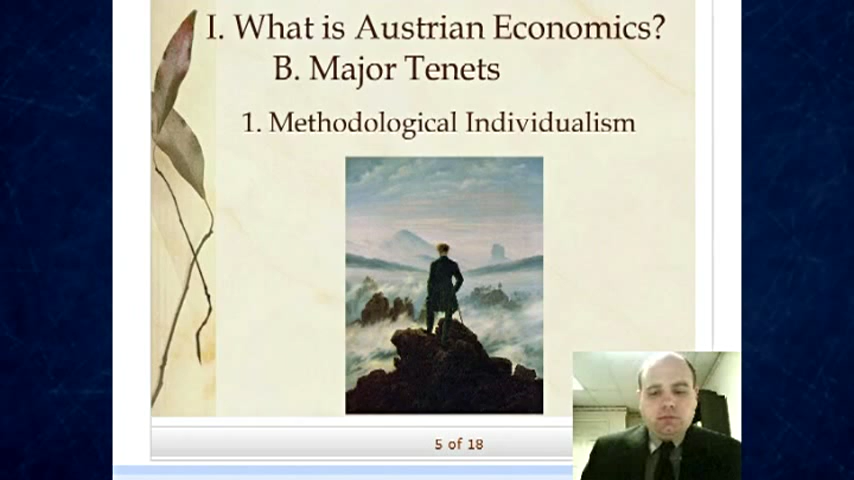 I. What is Austrian Economics?
B. Major Tenets
1. Methodological Individualism
5 of 18